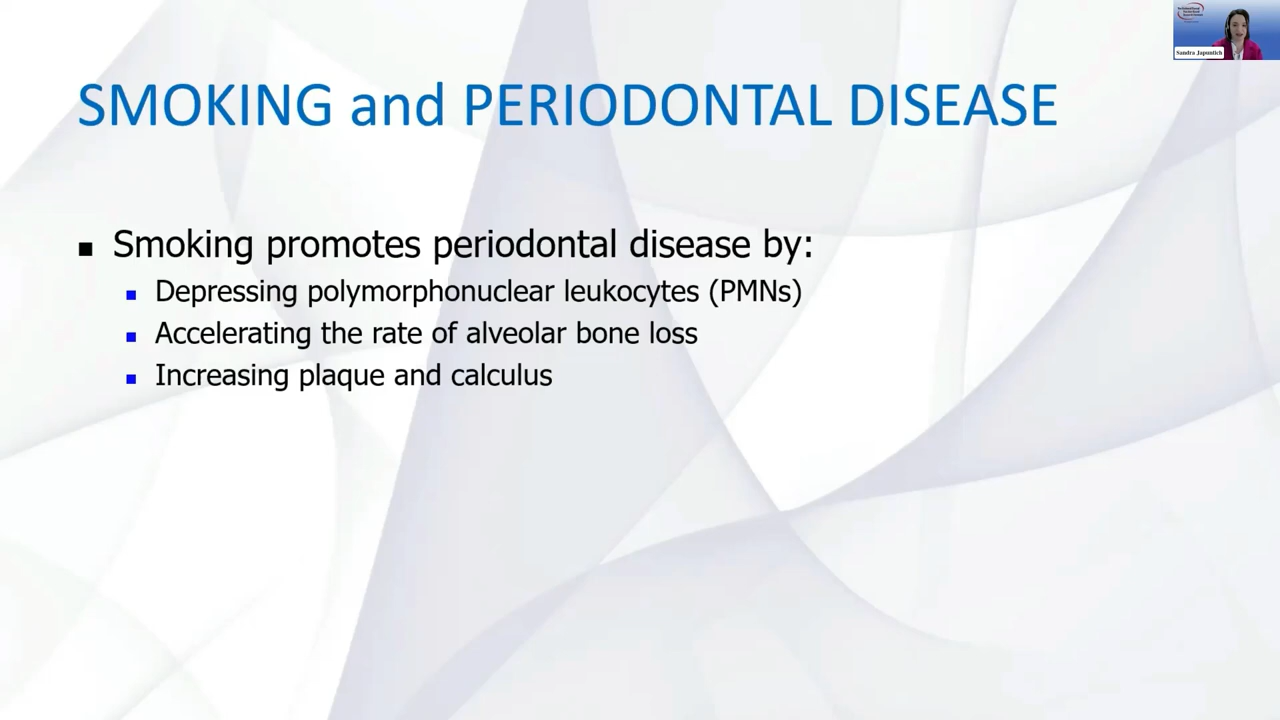 SMOKING and PERIODONTAL DISEASE
Smoking promotes periodontal disease by:
Depressing polymorphonuclear leukocytes (PMNs)
Accelerating the rate of alveolar bone loss
Increasing plaque and calculus
Sandra Japuntich